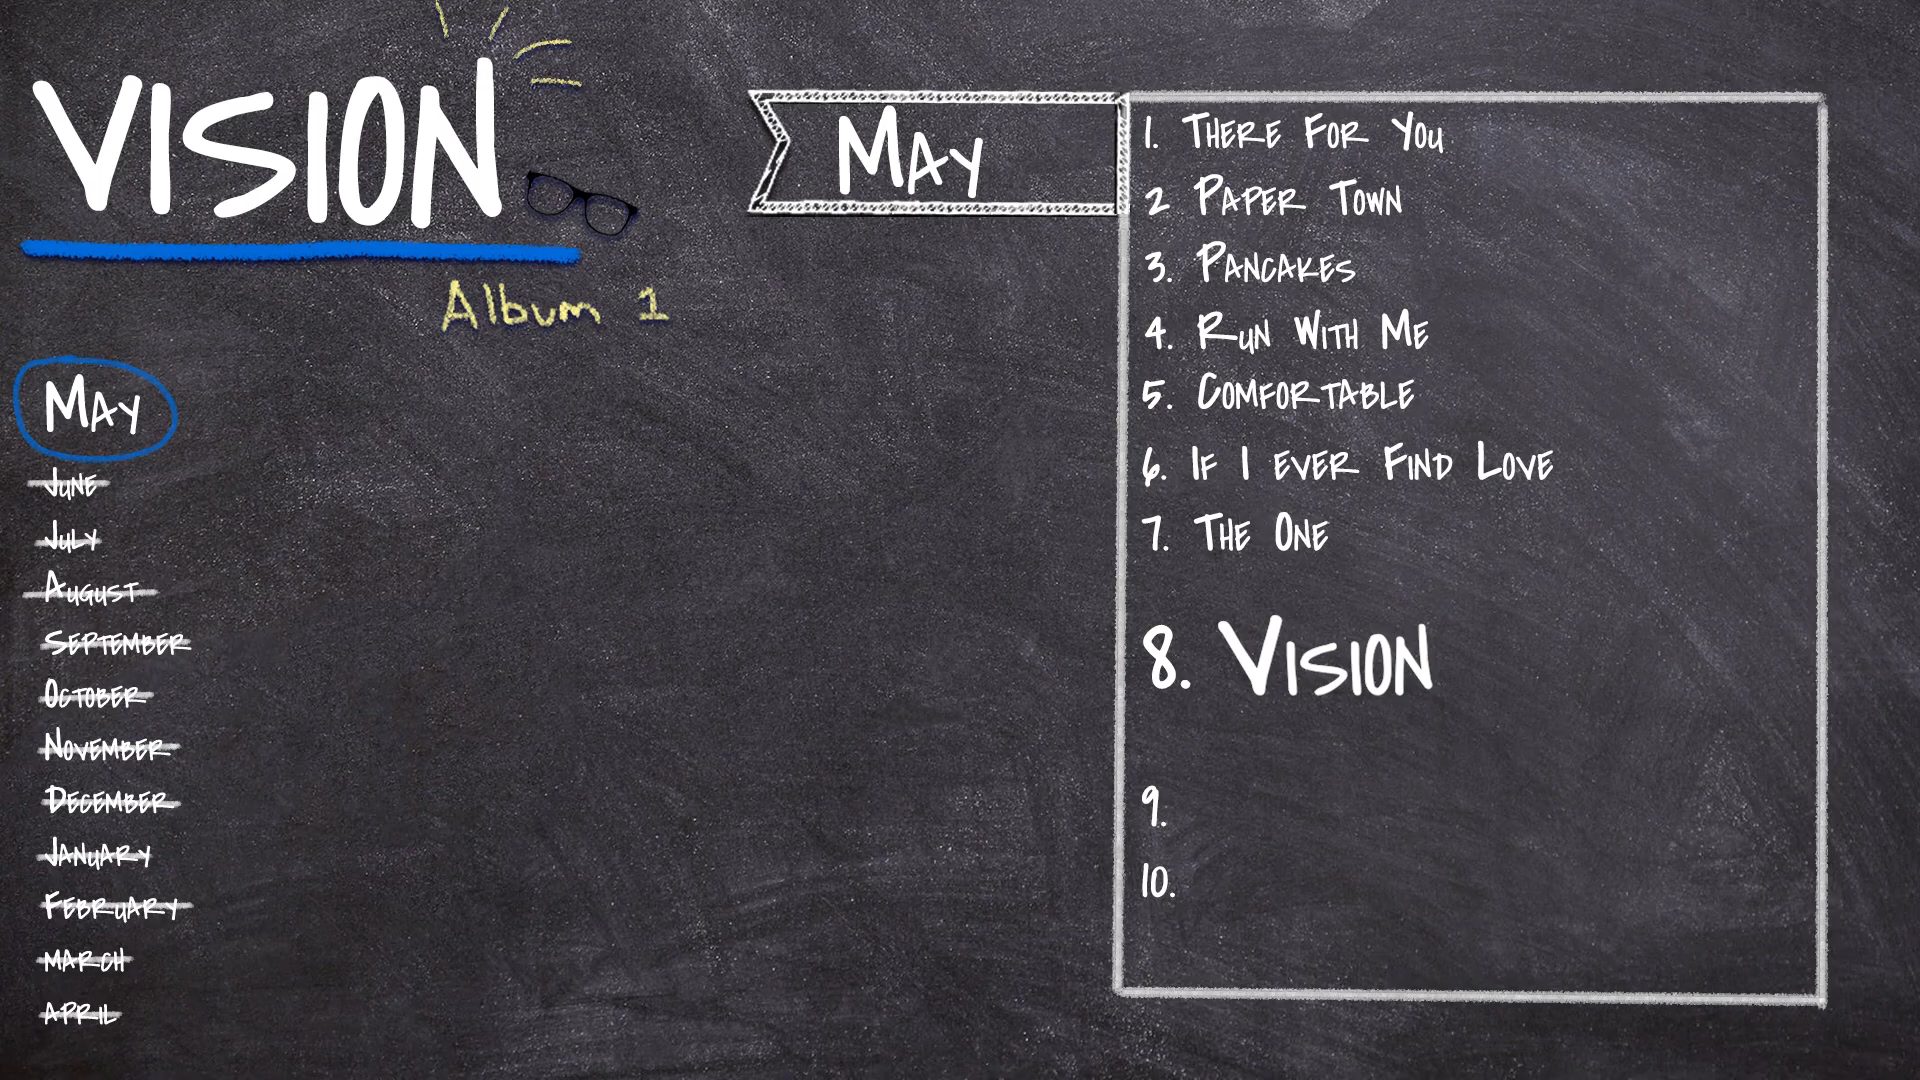 VISION
Album 1
May
June
July
August
September
October
November
December
January
February
march
april
May
1. There For You
2 Paper Town
3. Pancakes
4. Run With Me
5. Comfortable
6. If I ever Find Love
7. The One
8. Vision
9.
10.